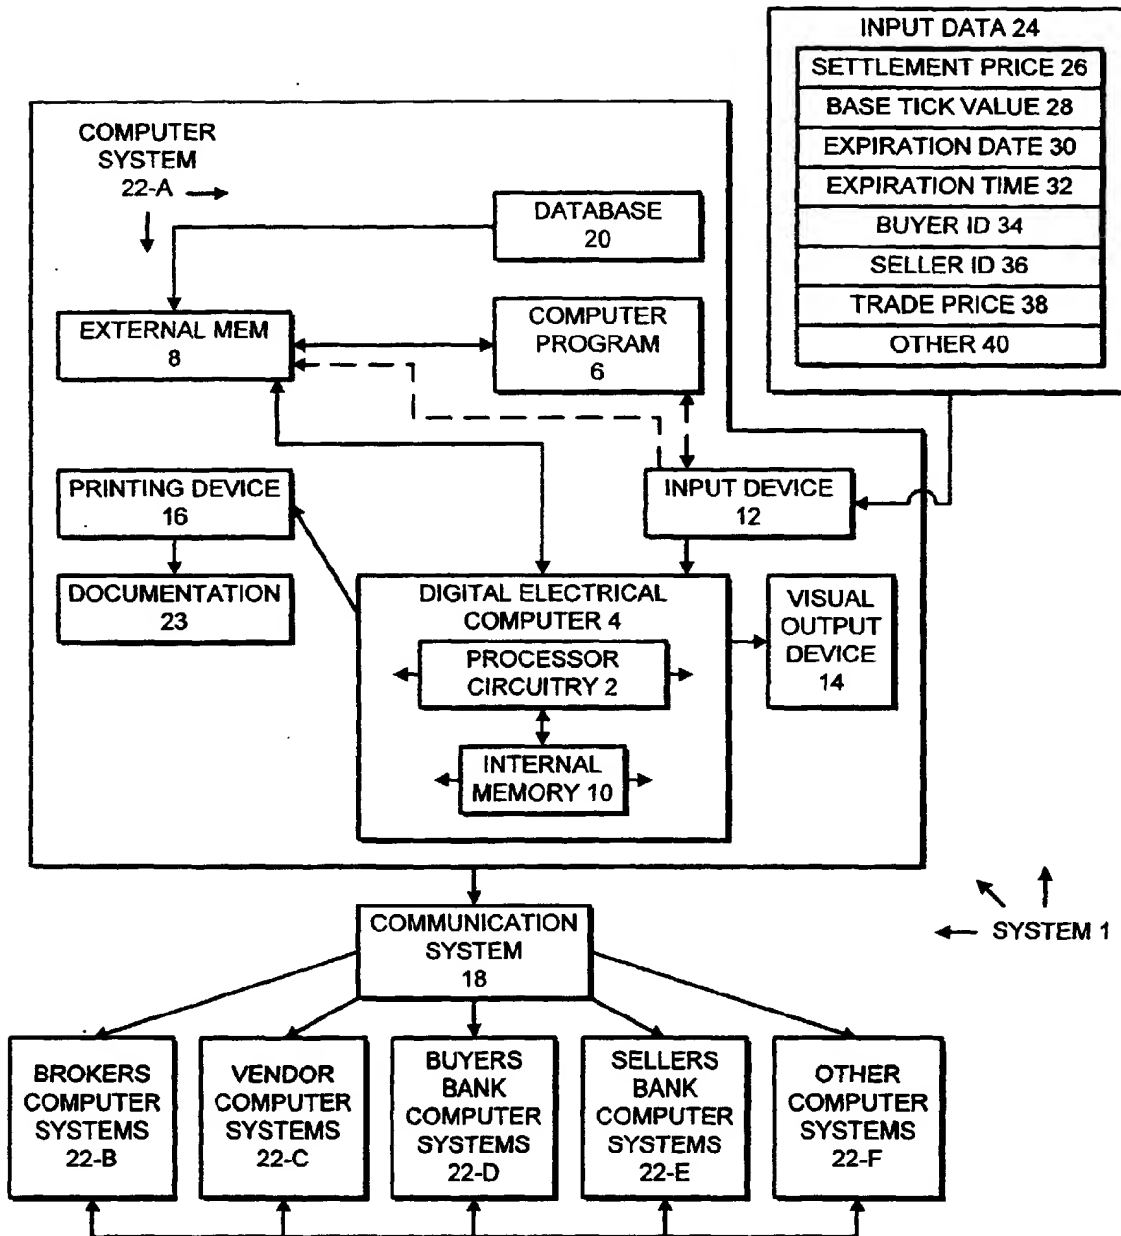 INPUT DATA 24
SETTLEMENT PRICE 26
BASE TICK VALUE 28
EXPIRATION DATE 30
EXPIRATION TIME 32
BUYER ID 34
SELLER ID 36
TRADE PRICE 38
OTHER 40
COMPUTER
SYSTEM
22-A
DATABASE
20
EXTERNAL MEM
8
COMPUTER
PROGRAM
6
PRINTING DEVICE
16
INPUT DEVICE
12
DOCUMENTATION
23
DIGITAL ELECTRICAL
COMPUTER 4
PROCESSOR
CIRCUITRY 2
INTERNAL
MEMORY 10
VISUAL
OUTPUT
DEVICE
14
COMMUNICATION
SYSTEM
18
SYSTEM 1
BROKERS
COMPUTER
SYSTEMS
22-B
VENDOR
COMPUTER
SYSTEMS
22-C
BUYERS
BANK
COMPUTER
SYSTEMS
22-D
SELLERS
BANK
COMPUTER
SYSTEMS
22-E
OTHER
COMPUTER
SYSTEMS
22-F